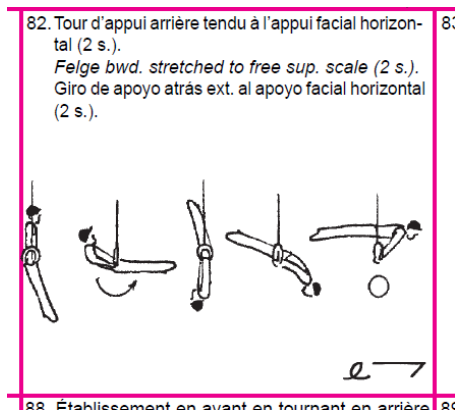 82. Tour d'appui arrière tendu à l'appui facial horizon-
tal (2 s.).
Felge bwd. stretched to free sup. scale (2 s.).
Giro de apoyo atrás ext. al apoyo facial horizontal
(2 s.).
88. Établissement en avant en tournant en arrière